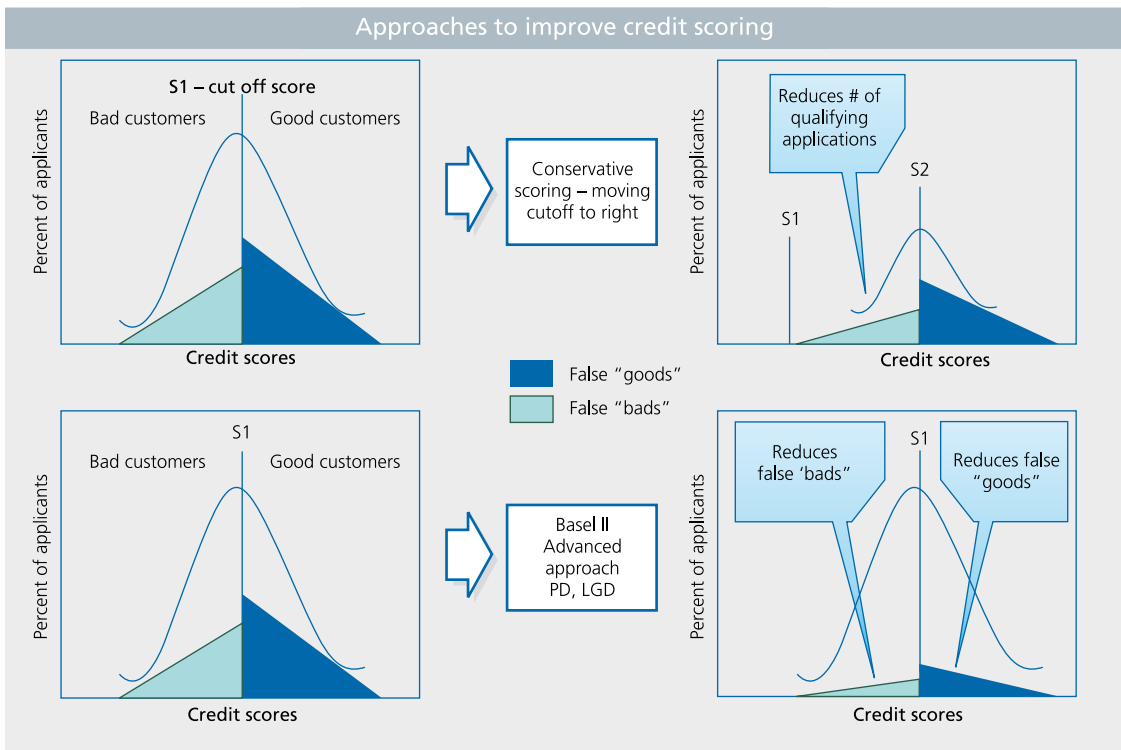 Approaches to improve credit scoring
S1 – cut off score
Bad customers
Good customers
Percent of applicants
Credit scores
Conservative
scoring – moving
cutoff to right
Reduces # of
qualifying
applications
S2
S1
Percent of applicants
Credit scores
False “goods”
False “bads”
S1
Bad customers
Good customers
Percent of applicants
Credit scores
Basel II
Advanced
approach
PD, LGD
S1
Reduces
false ‘bads”
Reduces false
“goods”
Percent of applicants
Credit scores